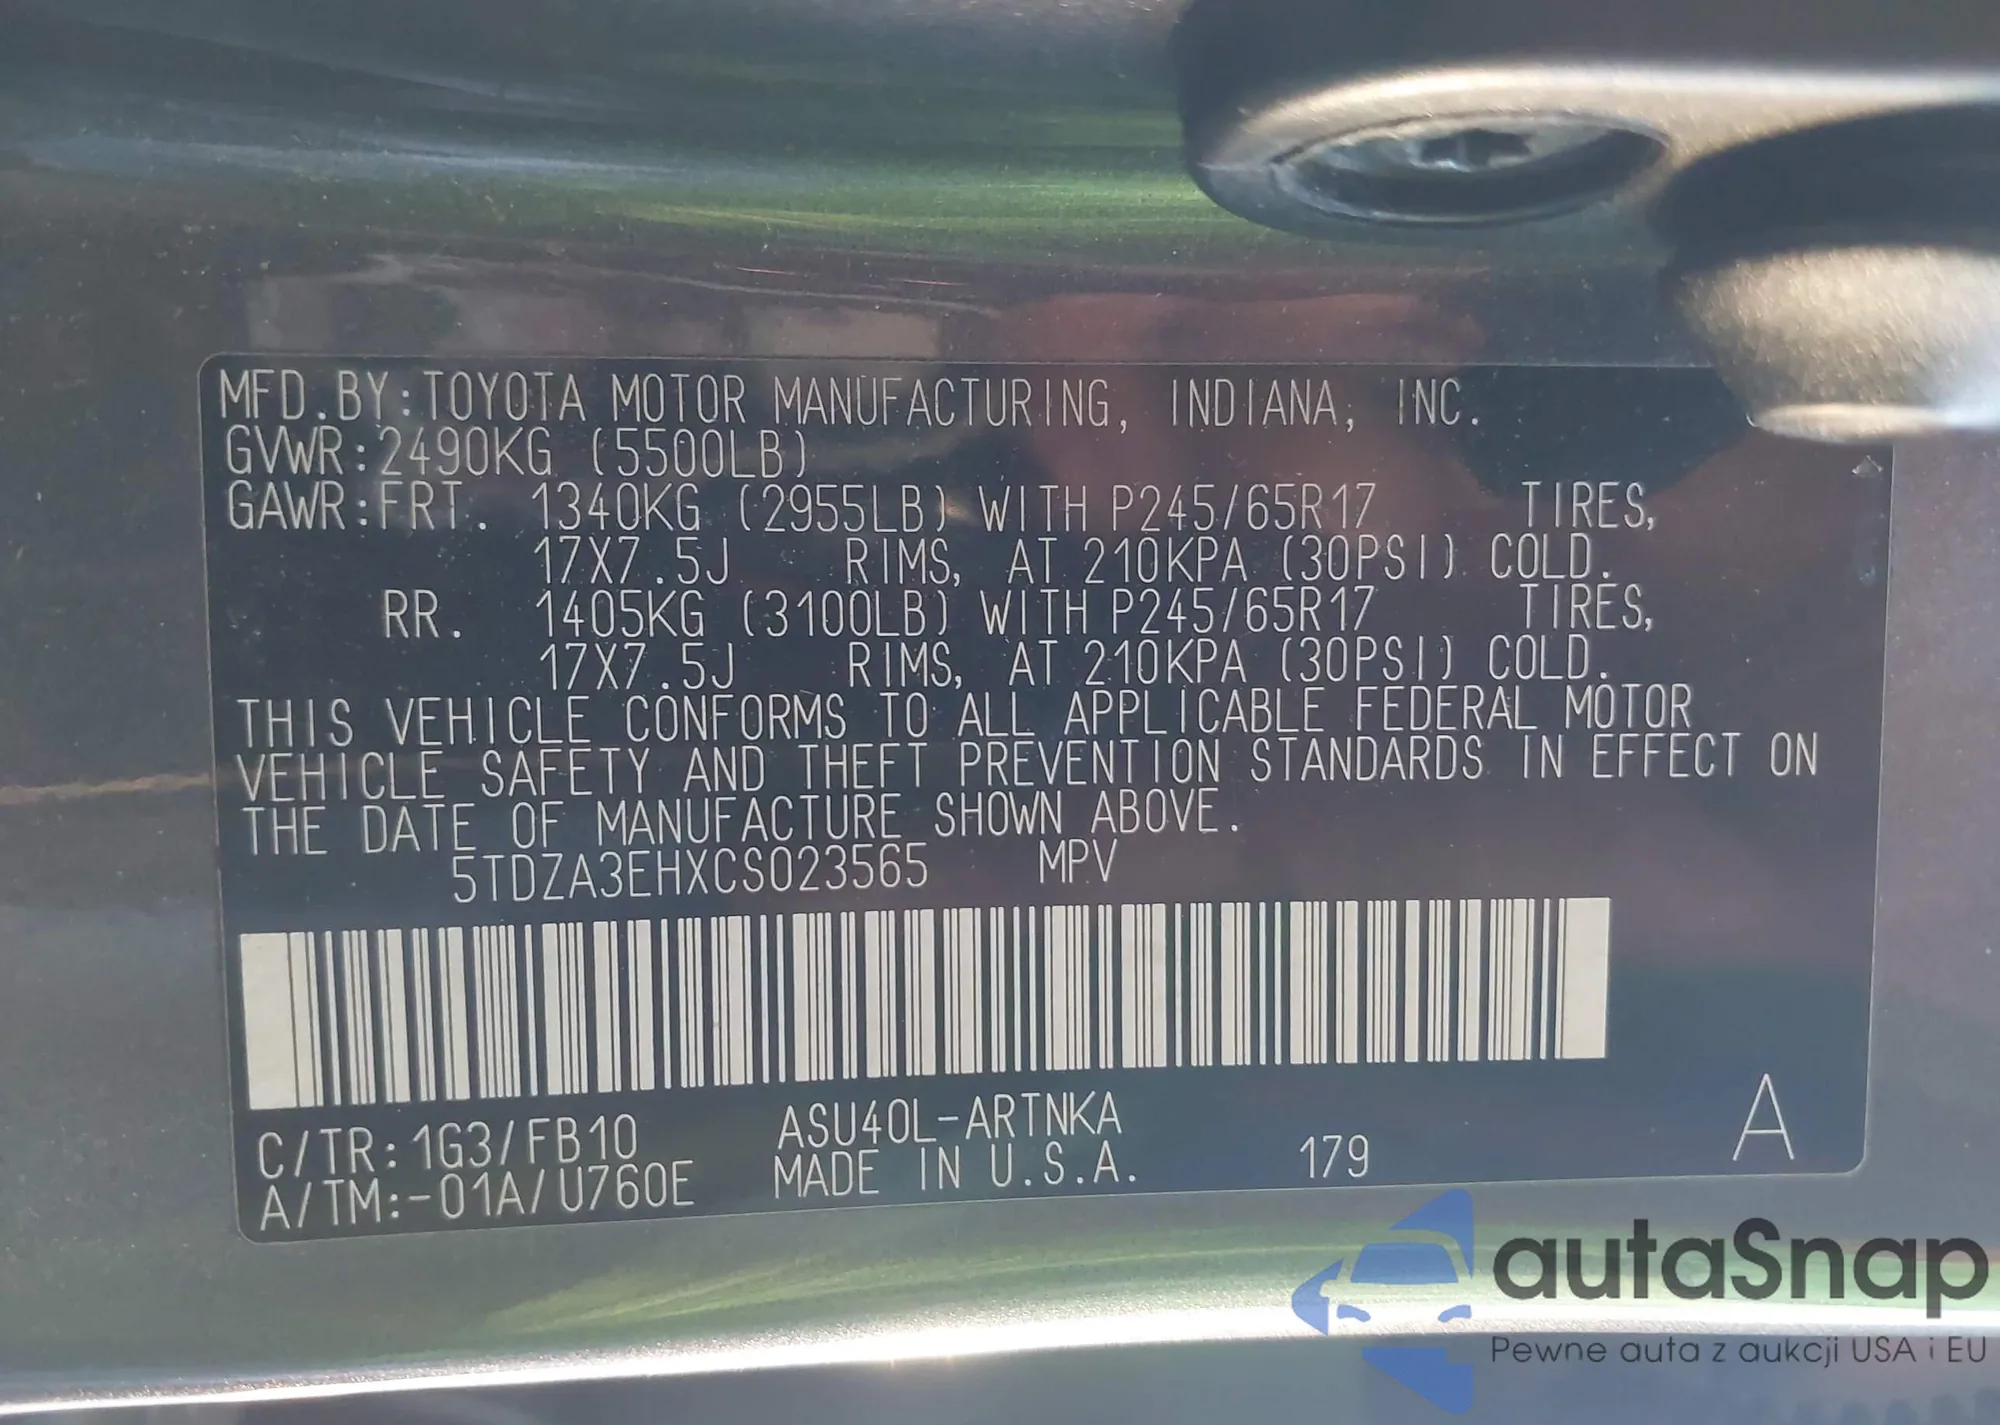 MFD.BY:TOYOTA MOTOR MANUFACTURING, INDIANA, INC.
GVWR:2490KG (5500LB)
GAWR:FRT. 1340KG (2955LB) WITH P245/65R17 TIRES,
17X7.5J RIMS, AT 210KPA (30PSI) COLD.
RR. 1405KG (3100LB) WITH P245/65R17 TIRES,
17X7.5J RIMS, AT 210KPA (30PSI) COLD.
THIS VEHICLE CONFORMS TO ALL APPLICABLE FEDERAL MOTOR
VEHICLE SAFETY AND THEFT PREVENTION STANDARDS IN EFFECT ON
THE DATE OF MANUFACTURE SHOWN ABOVE.
5TDZA3EHXCS023565 MPV
C/TR:1G3/FB10 ASU40L-ARTNKA
A/TM:-01A/U760E MADE IN U.S.A. 179 A
autaSnap
Pewne auta z aukcji USA i EU